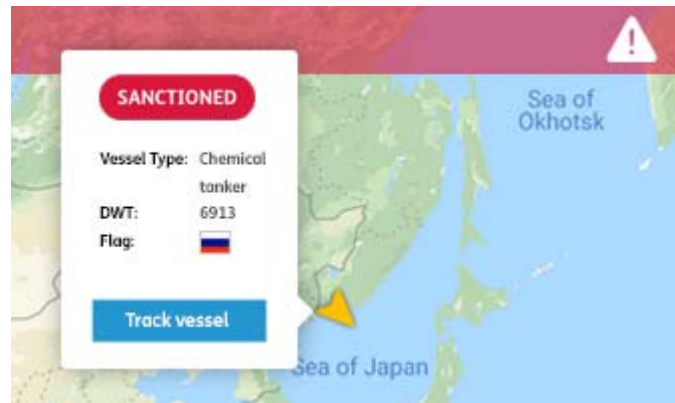 SANCTIONED
Vessel Type: Chemical
tanker
DWT: 6913
Flag:
Track vessel
Sea of
Okhotsk
Sea of Japan